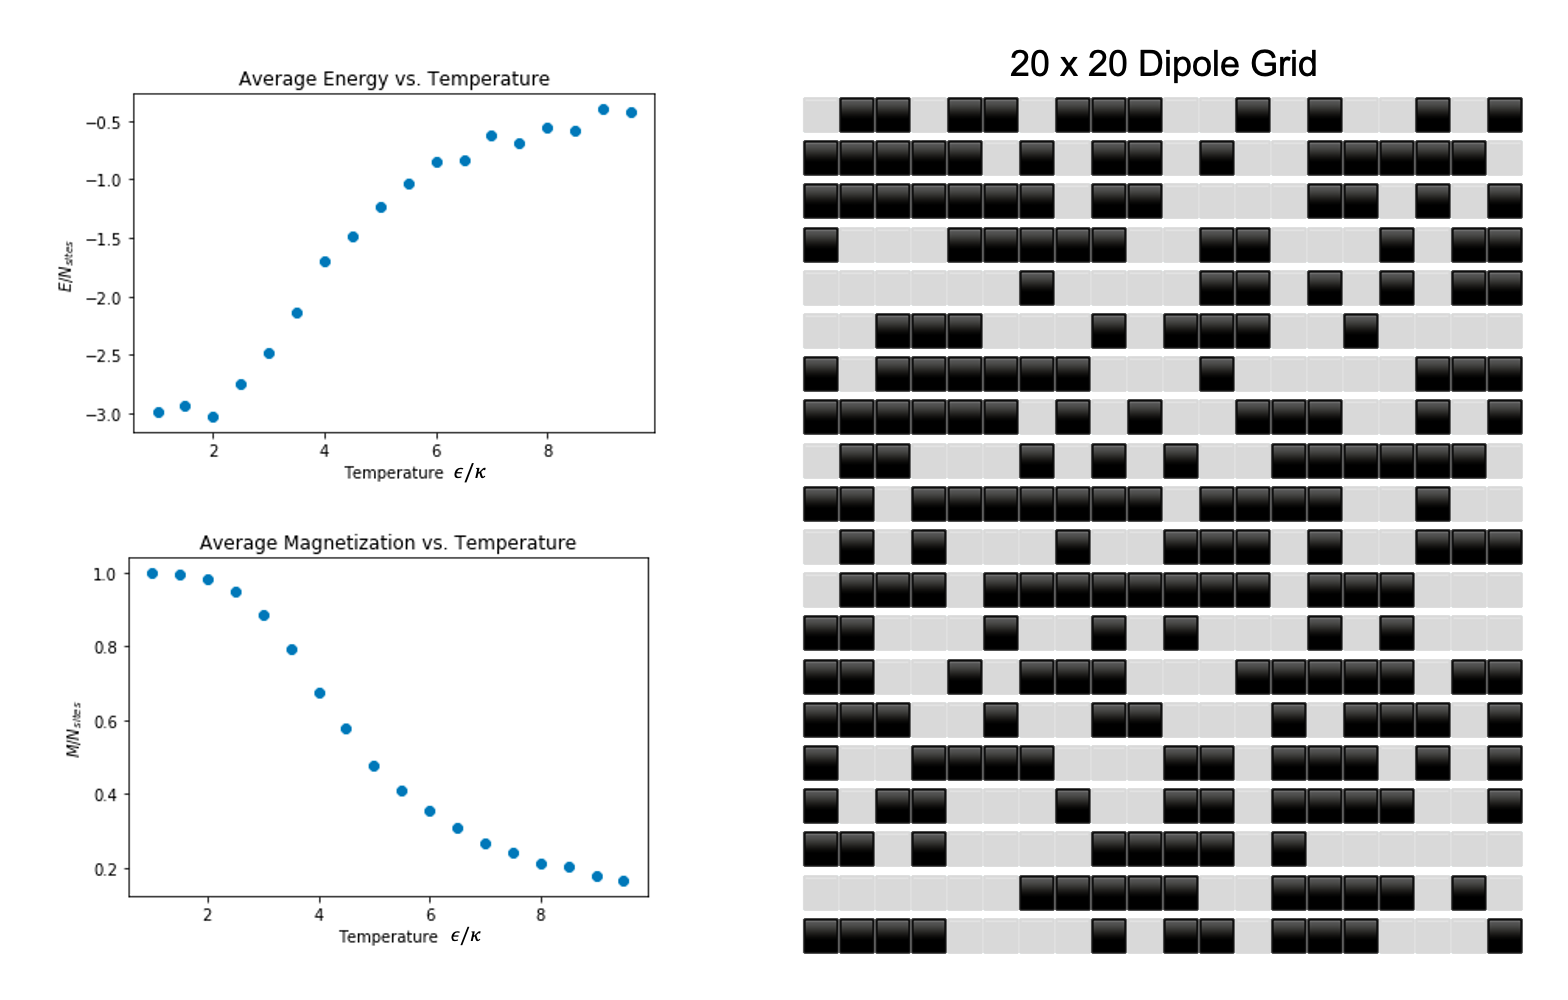 Average Energy vs. Temperature
−0.5
−1.0
−1.5
−2.0
−2.5
−3.0
E/Nsites
2 4 6 8
Temperature ϵ/κ
Average Magnetization vs. Temperature
1.0
0.8
0.6
0.4
0.2
M/Nsites
2 4 6 8
Temperature ϵ/κ
20 x 20 Dipole Grid